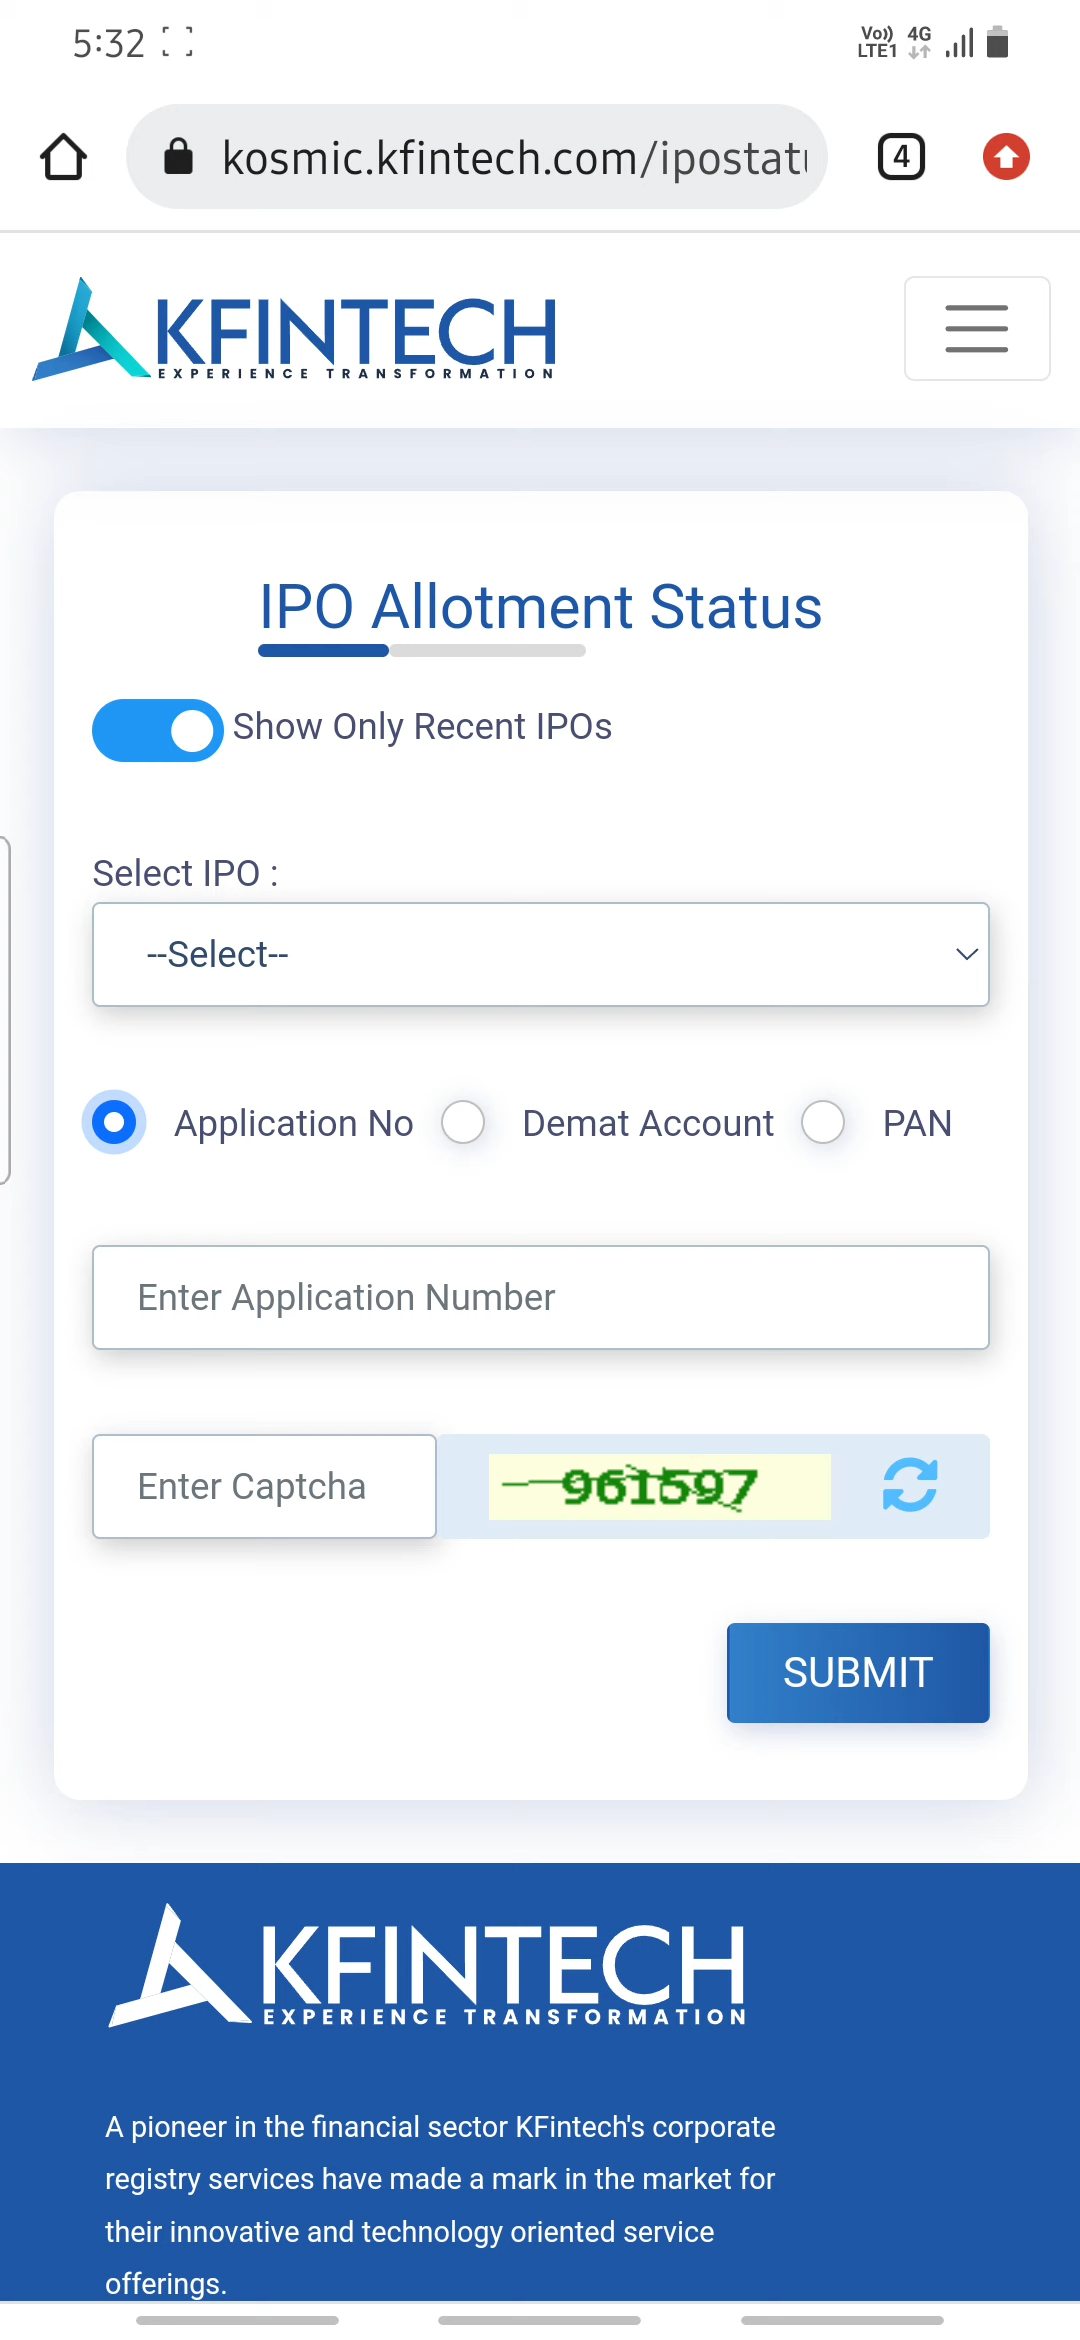 5:32
Vo)) LTE1 4G
kosmic.kfintech.com/ipostatu
4
KFINTECH
EXPERIENCE TRANSFORMATION
IPO Allotment Status
Show Only Recent IPOs
Select IPO :
--Select--
Application No Demat Account PAN
Enter Application Number
Enter Captcha 961597
SUBMIT
KFINTECH
EXPERIENCE TRANSFORMATION
A pioneer in the financial sector KFintech's corporate
registry services have made a mark in the market for
their innovative and technology oriented service
offerings.